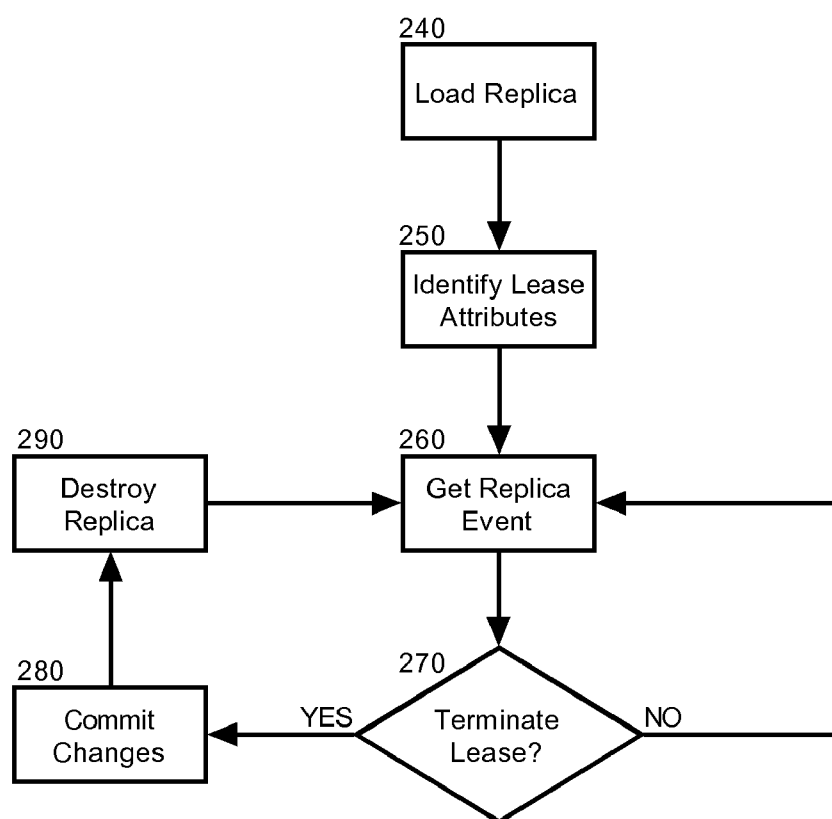 240
Load Replica
250
Identify Lease
Attributes
290
Destroy
Replica
260
Get Replica
Event
280
Commit
Changes
YES
270
Terminate
Lease?
NO